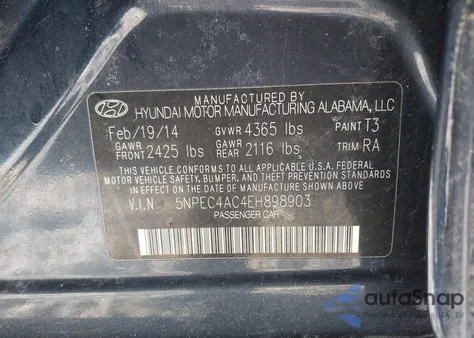 MANUFACTURED BY
HYUNDAI MOTOR MANUFACTURING ALABAMA, LLC
Feb/19/14 GVWR 4365 lbs PAINT T3
GAWR FRONT 2425 lbs GAWR REAR 2116 lbs TRIM RA
THIS VEHICLE CONFORMS TO ALL APPLICABLE U.S.A. FEDERAL
MOTOR VEHICLE SAFETY, BUMPER, AND THEFT PREVENTION STANDARDS
IN EFFECT ON THE DATE OF MANUFACTURE SHOWN ABOVE.
V.I.N 5NPEC4AC4EH898903
PASSENGER CAR
autoSnap